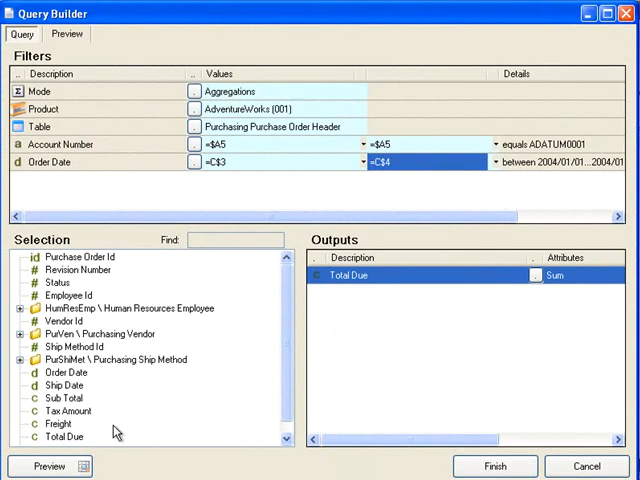 Query Builder
Query Preview
Filters
.. Description .. Values Details
Σ Mode . Aggregations
Product . AdventureWorks (001)
Table . Purchasing Purchase Order Header
a Account Number . =$A5 =$A5 equals ADATUM0001
d Order Date . =C$3 =C$4 between 2004/01/01...2004/01
Selection Find: Outputs
. Description . Attributes
C Total Due . Sum
id Purchase Order Id
# Revision Number
# Status
# Employee Id
HumResEmp \ Human Resources Employee
# Vendor Id
PurVen \ Purchasing Vendor
# Ship Method Id
PurShiMet \ Purchasing Ship Method
d Order Date
d Ship Date
C Sub Total
C Tax Amount
C Freight
C Total Due
Preview Finish Cancel